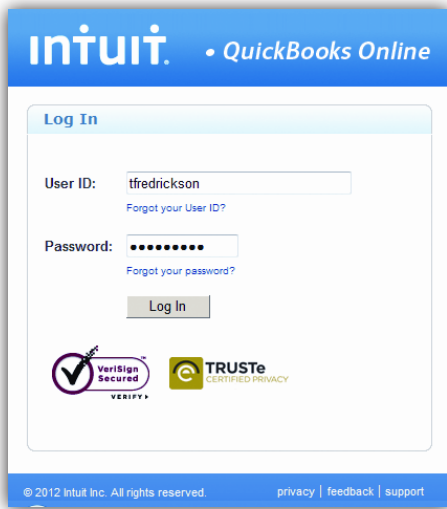 intuit. • QuickBooks Online
Log In
User ID: tfredrickson
Forgot your User ID?
Password: •••••••••
Forgot your password?
Log In
VeriSign™
Secured
VERIFY
TRUSTe
CERTIFIED PRIVACY
© 2012 Intuit Inc. All rights reserved. privacy | feedback | support